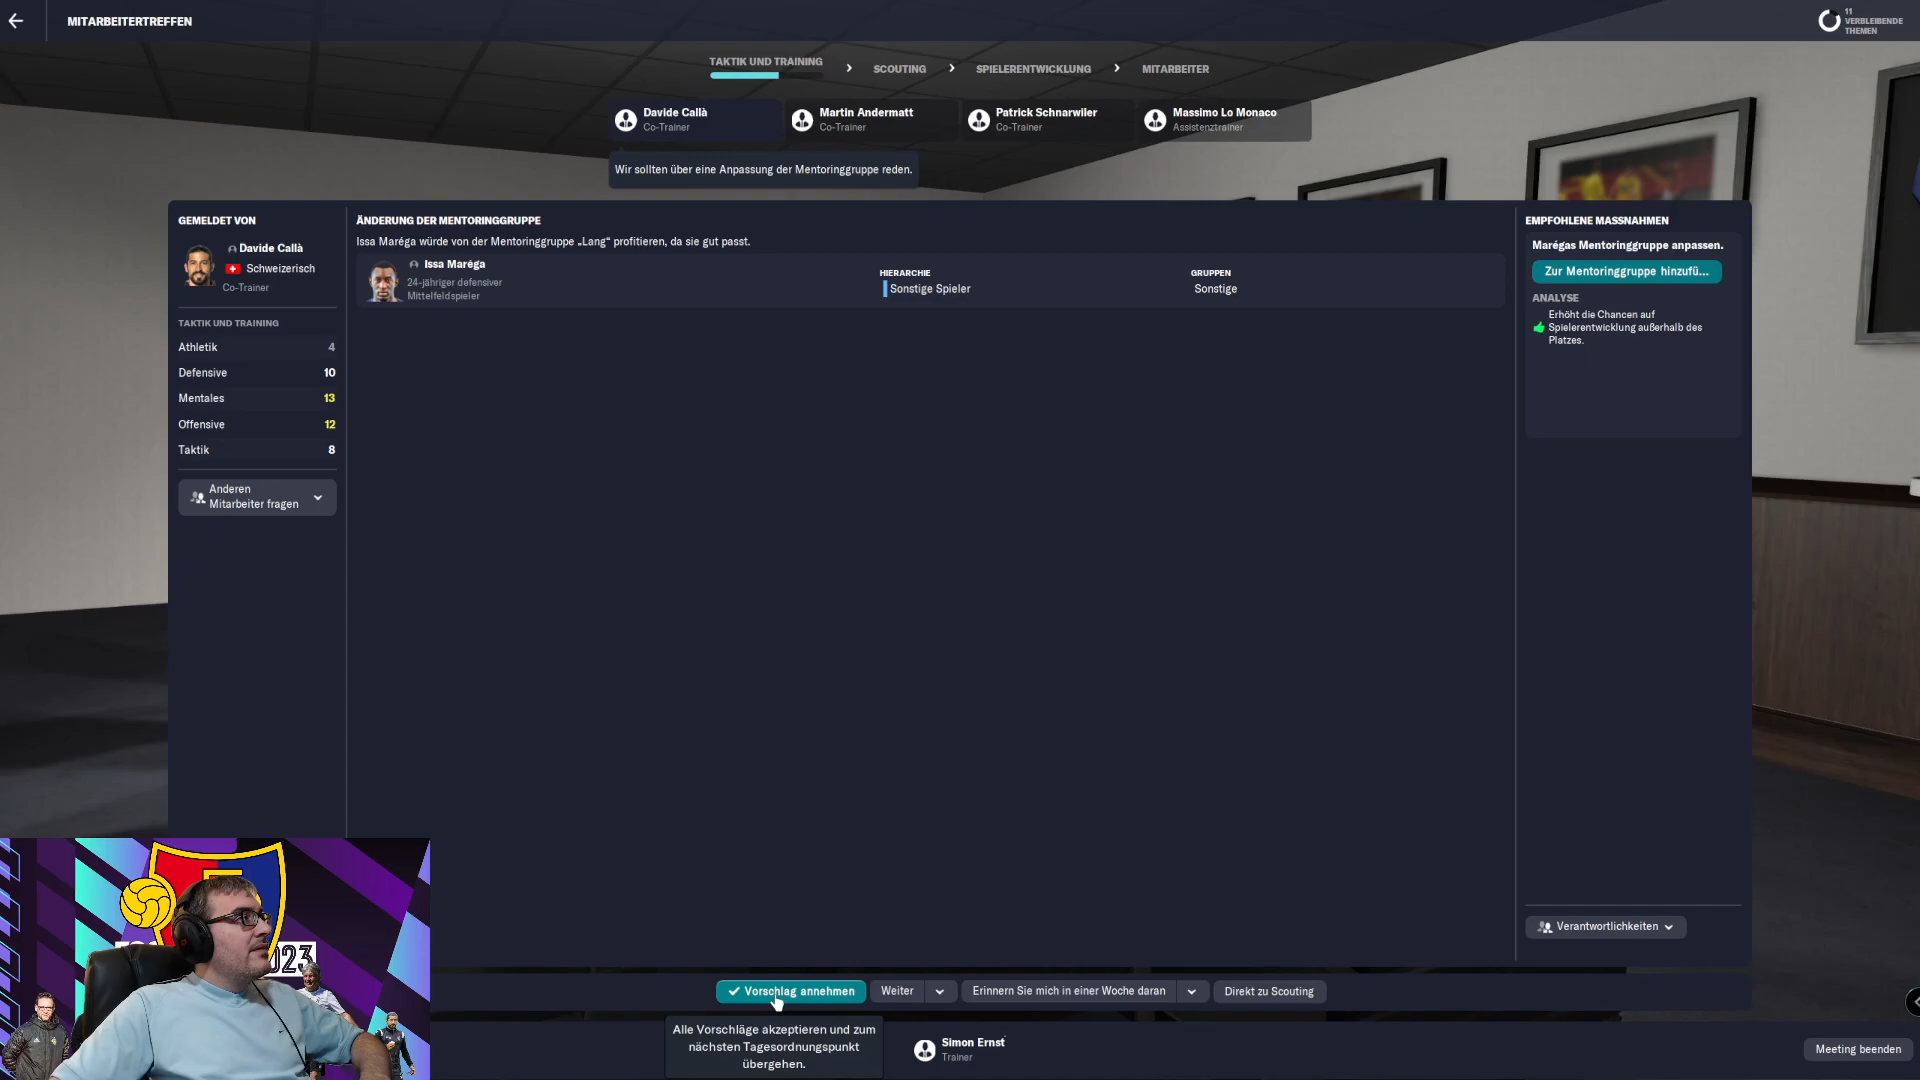 MITARBEITERTREFFEN
11
VERBLEIBENDE
THEMEN
TAKTIK UND TRAINING
SCOUTING
SPIELERENTWICKLUNG
MITARBEITER
Davide Callà
Co-Trainer
Martin Andermatt
Co-Trainer
Patrick Schnarwiler
Co-Trainer
Massimo Lo Monaco
Assistenztrainer
Wir sollten über eine Anpassung der Mentoringgruppe reden.
GEMELDET VON
Davide Callà
Schweizerisch
Co-Trainer
TAKTIK UND TRAINING
Athletik 4
Defensive 10
Mentales 13
Offensive 12
Taktik 8
Anderen
Mitarbeiter fragen
ÄNDERUNG DER MENTORINGGRUPPE
Issa Maréga würde von der Mentoringgruppe „Lang“ profitieren, da sie gut passt.
Issa Maréga
24-jähriger defensiver
Mittelfeldspieler
HIERARCHIE
Sonstige Spieler
GRUPPEN
Sonstige
EMPFOHLENE MASSNAHMEN
Marégas Mentoringgruppe anpassen.
Zur Mentoringgruppe hinzufü...
ANALYSE
Erhöht die Chancen auf
Spielerentwicklung außerhalb des
Platzes.
Verantwortlichkeiten
Vorschlag annehmen
Weiter
Erinnern Sie mich in einer Woche daran
Direkt zu Scouting
Alle Vorschläge akzeptieren und zum
nächsten Tagesordnungspunkt
übergehen.
Simon Ernst
Trainer
Meeting beenden